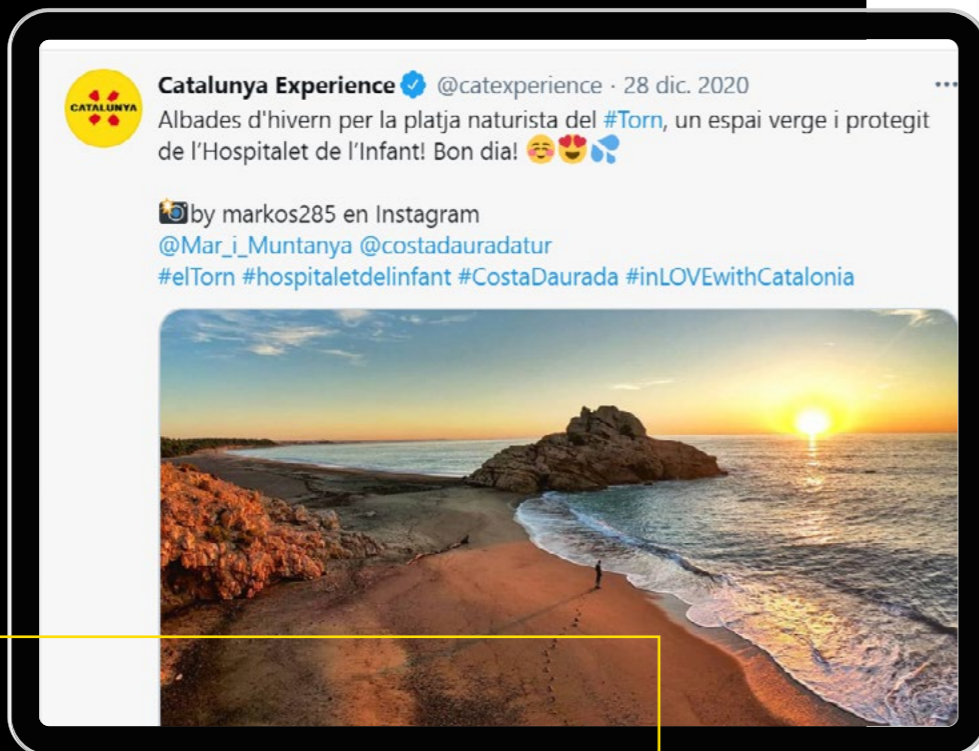 CATALUNYA
Catalunya Experience @catexperience · 28 dic. 2020
Albades d'hivern per la platja naturista del #Torn, un espai verge i protegit
de l'Hospitalet de l'Infant! Bon dia! ☺️😍💦
📸by markos285 en Instagram
@Mar_i_Muntanya @costadauradatur
#elTorn #hospitaletdelinfant #CostaDaurada #inLOVEwithCatalonia